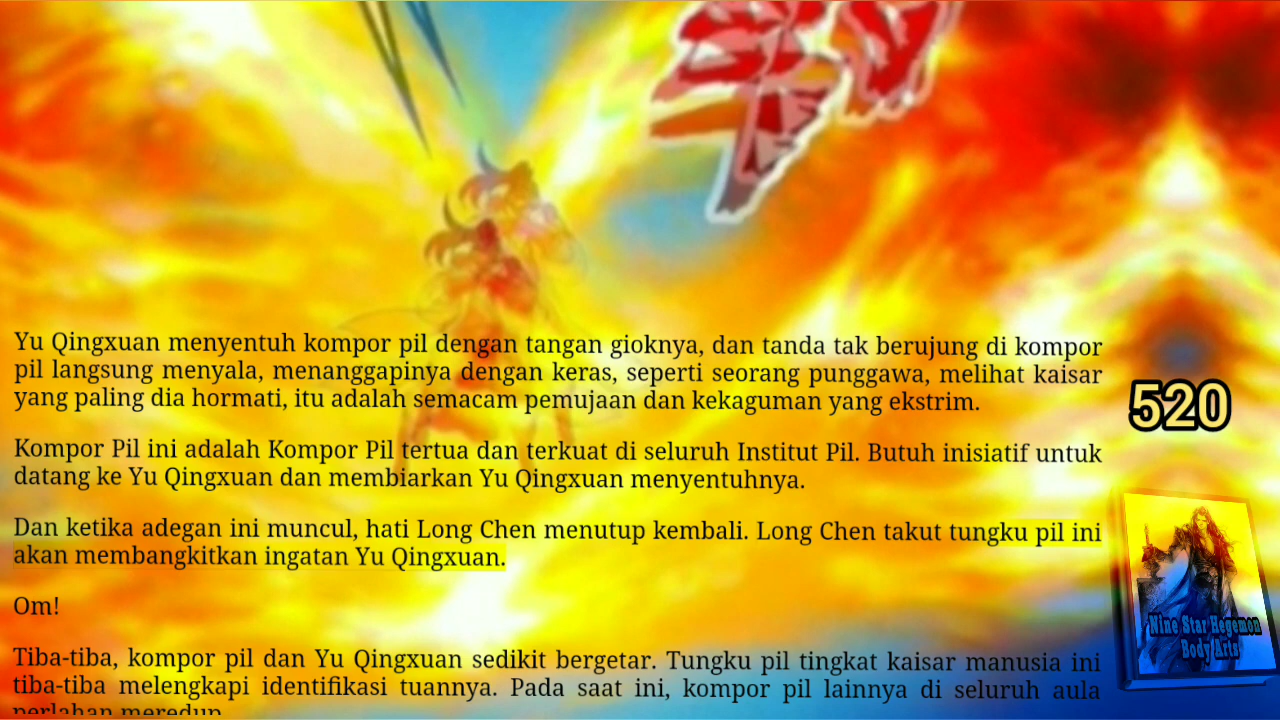 Yu Qingxuan menyentuh kompor pil dengan tangan gioknya, dan tanda tak berujung di kompor
pil langsung menyala, menanggapinya dengan keras, seperti seorang punggawa, melihat kaisar
yang paling dia hormati, itu adalah semacam pemujaan dan kekaguman yang ekstrim.
Kompor Pil ini adalah Kompor Pil tertua dan terkuat di seluruh Institut Pil. Butuh inisiatif untuk
datang ke Yu Qingxuan dan membiarkan Yu Qingxuan menyentuhnya.
Dan ketika adegan ini muncul, hati Long Chen menutup kembali. Long Chen takut tungku pil ini
akan membangkitkan ingatan Yu Qingxuan.
Om!
Tiba-tiba, kompor pil dan Yu Qingxuan sedikit bergetar. Tungku pil tingkat kaisar manusia ini
tiba-tiba melengkapi identifikasi tuannya. Pada saat ini, kompor pil lainnya di seluruh aula
perlahan meredup
520
Nine Star Hegemon
Body Arts